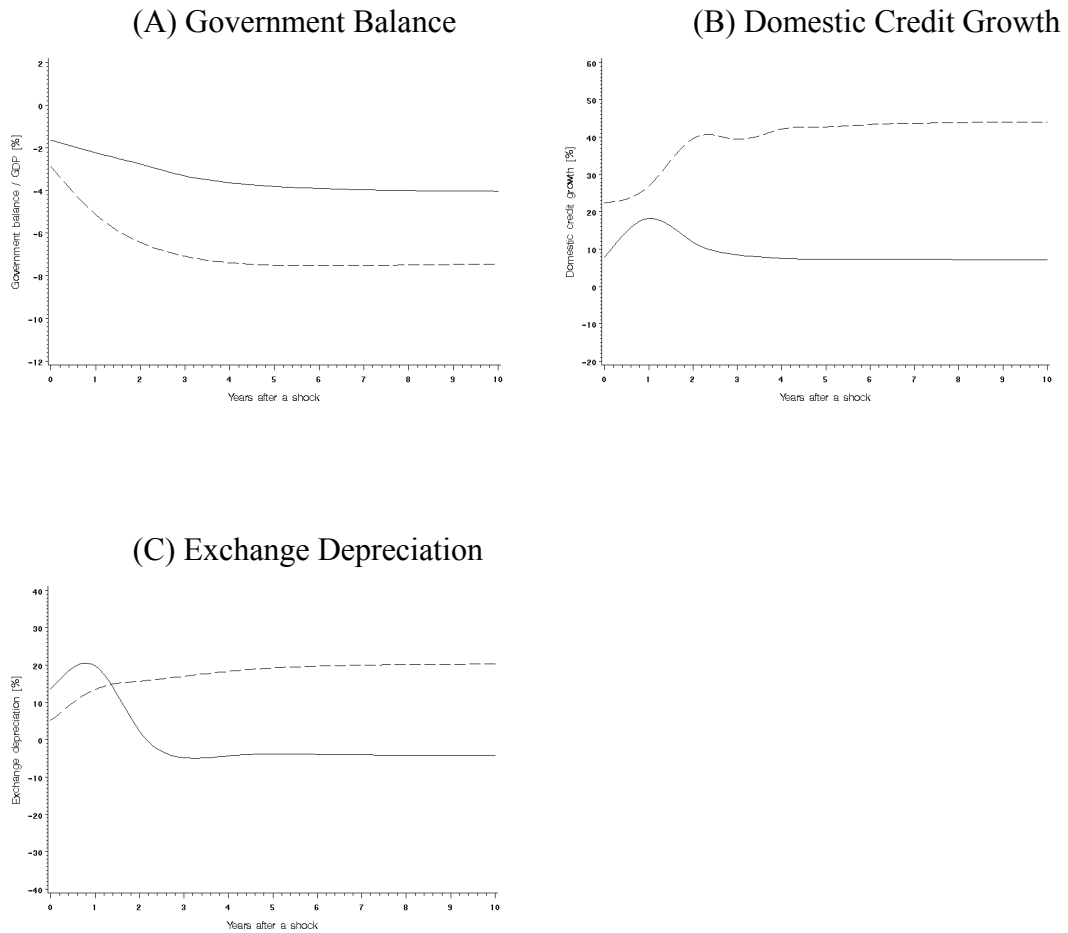 (A) Government Balance
(B) Domestic Credit Growth
2
0
-2
-4
-6
-8
-10
-12
Government balance / GDP [%]
0 1 2 3 4 5 6 7 8 9 10
Years after a shock
60
50
40
30
20
10
0
-10
-20
Domestic credit growth [%]
0 1 2 3 4 5 6 7 8 9 10
Years after a shock
(C) Exchange Depreciation
40
30
20
10
0
-10
-20
-30
-40
Exchange depreciation [%]
0 1 2 3 4 5 6 7 8 9 10
Years after a shock